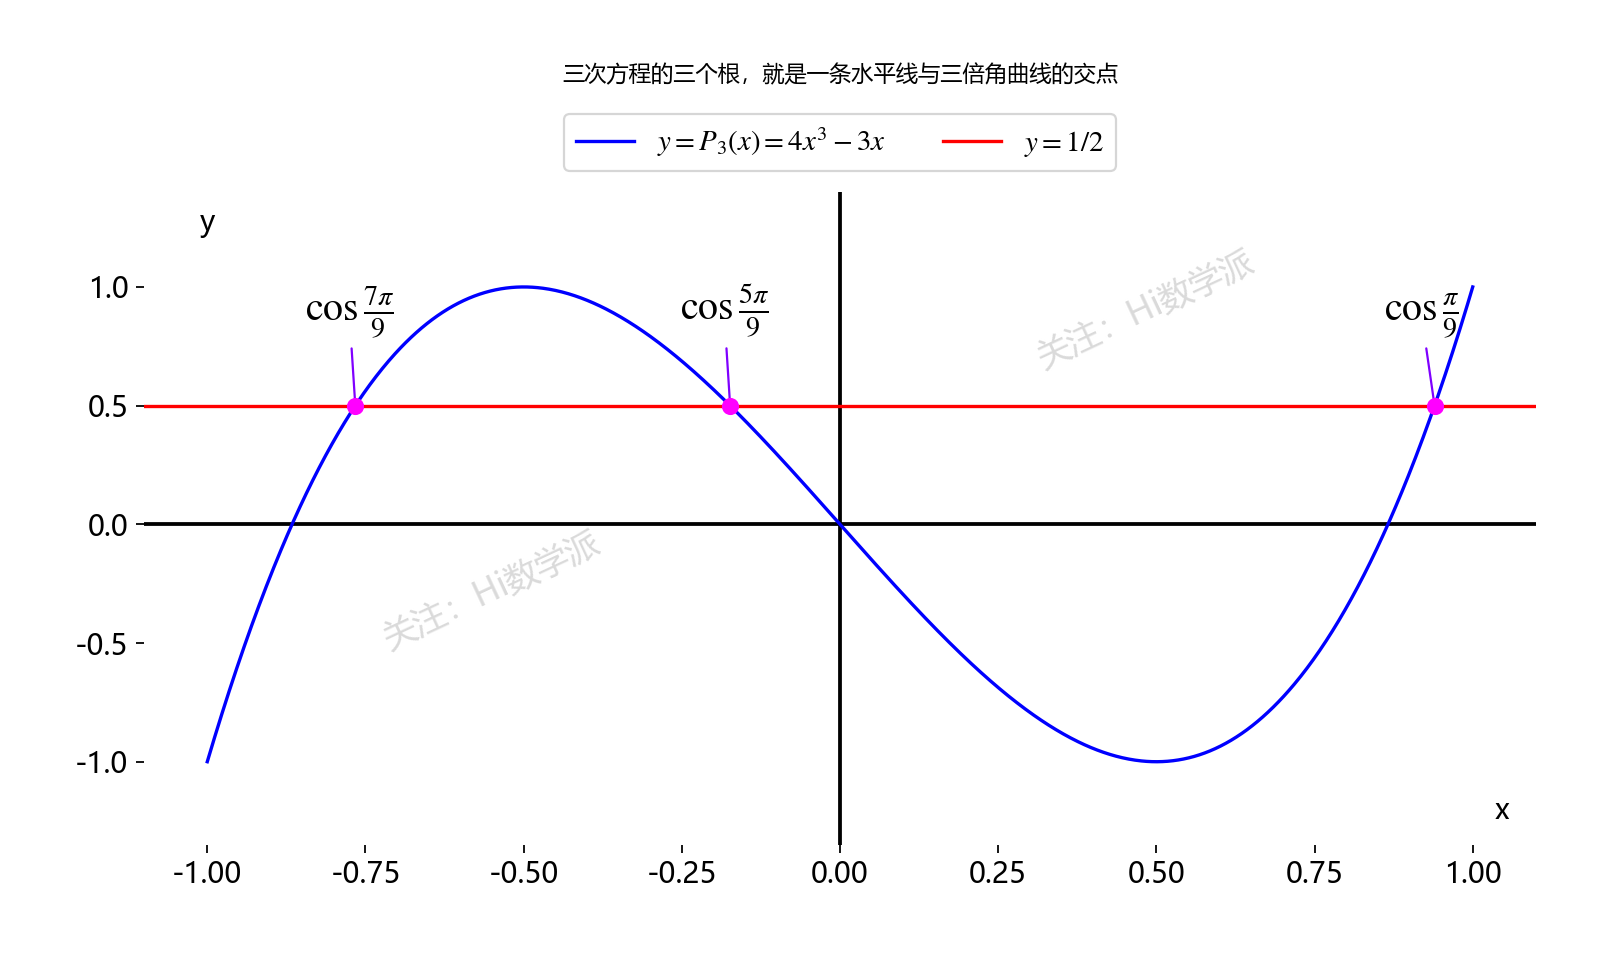 三次方程的三个根，就是一条水平线与三倍角曲线的交点
y = P₃(x) = 4x³ − 3x
y = 1/2
y
关注：Hi数学派
1.0
cos 7π/9
cos 5π/9
cos π/9
0.5
0.0
关注：Hi数学派
-0.5
-1.0
x
-1.00 -0.75 -0.50 -0.25 0.00 0.25 0.50 0.75 1.00